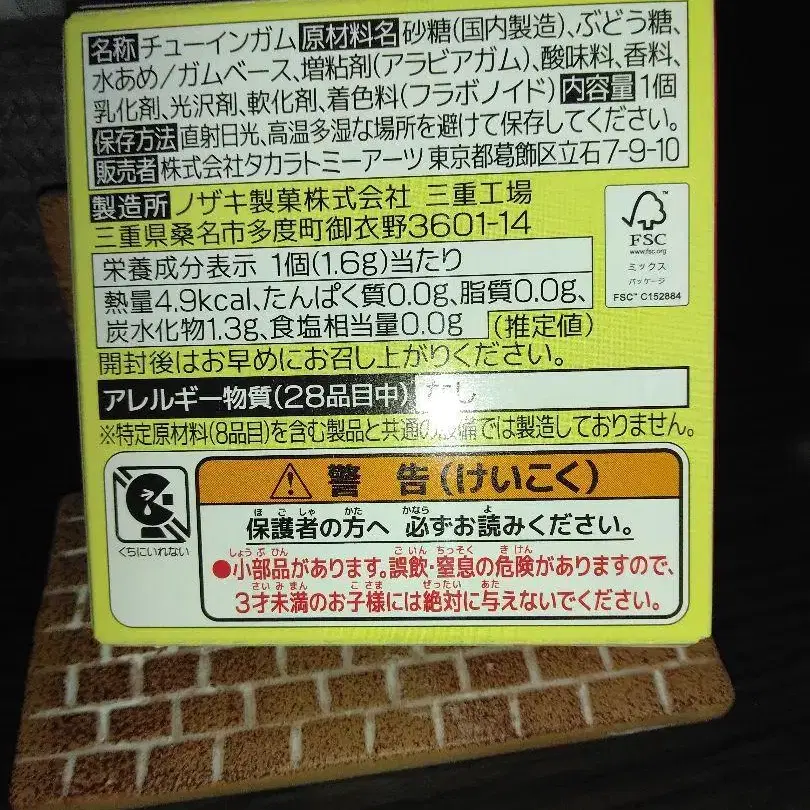 名称 チューインガム 原材料名 砂糖(国内製造)、ぶどう糖、
水あめ/ガムベース、増粘剤(アラビアガム)、酸味料、香料、
乳化剤、光沢剤、軟化剤、着色料(フラボノイド) 内容量 1個
保存方法 直射日光、高温多湿な場所を避けて保存してください。
販売者 株式会社タカラトミーアーツ 東京都葛飾区立石7-9-10
製造所 ノザキ製菓株式会社 三重工場
三重県桑名市多度町御衣野3601-14
FSC
www.fsc.org
ミックス
パッケージ
FSC™ C152884
栄養成分表示 1個(1.6g)当たり
熱量4.9kcal、たんぱく質0.0g、脂質0.0g、
炭水化物1.3g、食塩相当量0.0g (推定値)
開封後はお早めにお召し上がりください。
アレルギー物質(28品目中) なし
※特定原材料(8品目)を含む製品と共通の設備では製造しておりません。
くちにいれない
警 告(けいこく)
ほごしゃ かた かなら よ
保護者の方へ 必ずお読みください。
しょうぶひん ごいん ちっそく きけん
●小部品があります。誤飲・窒息の危険がありますので、
さいみまん こさま ぜったい あた
3才未満のお子様には絶対に与えないでください。